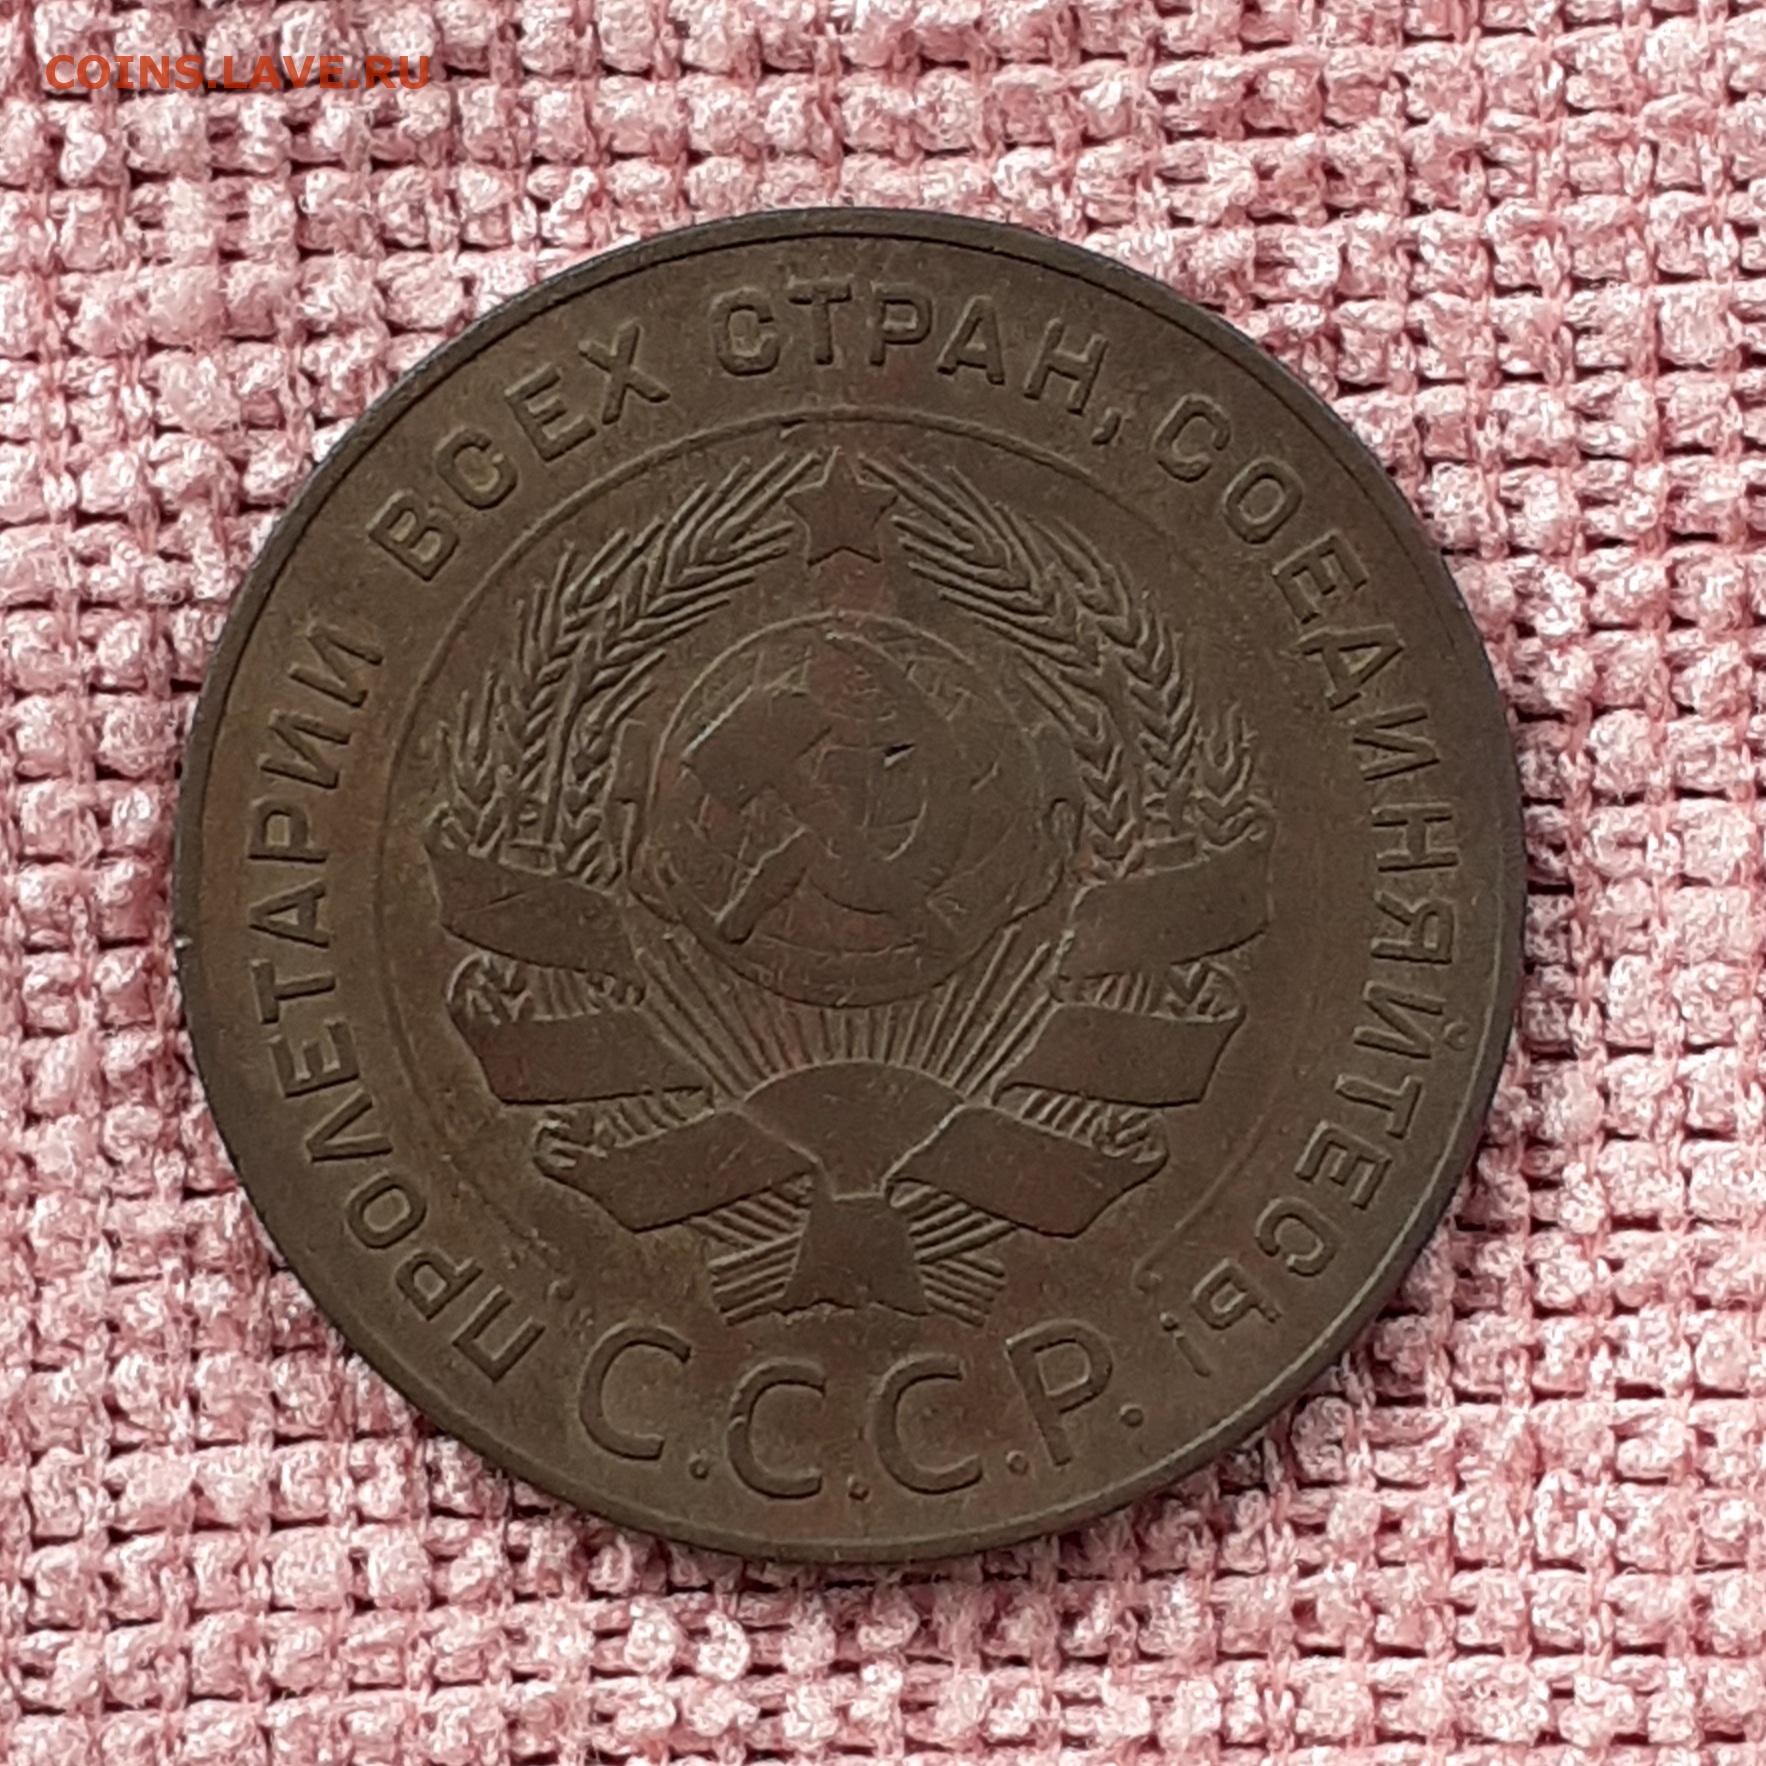 COINS.LAVE.RU
ПРОЛЕТАРИИ ВСЕХ СТРАН, СОЕДИНЯЙТЕСЬ!
С.С.С.Р.